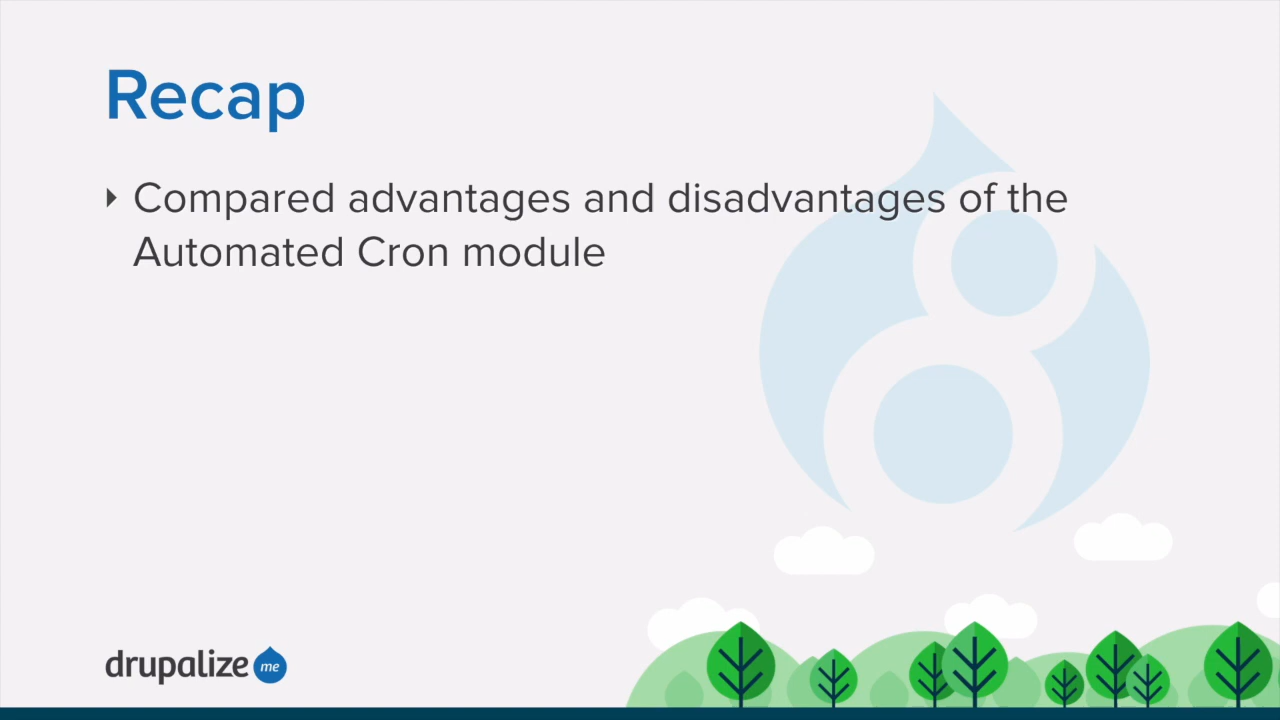 Recap
Compared advantages and disadvantages of the
Automated Cron module
drupalize me